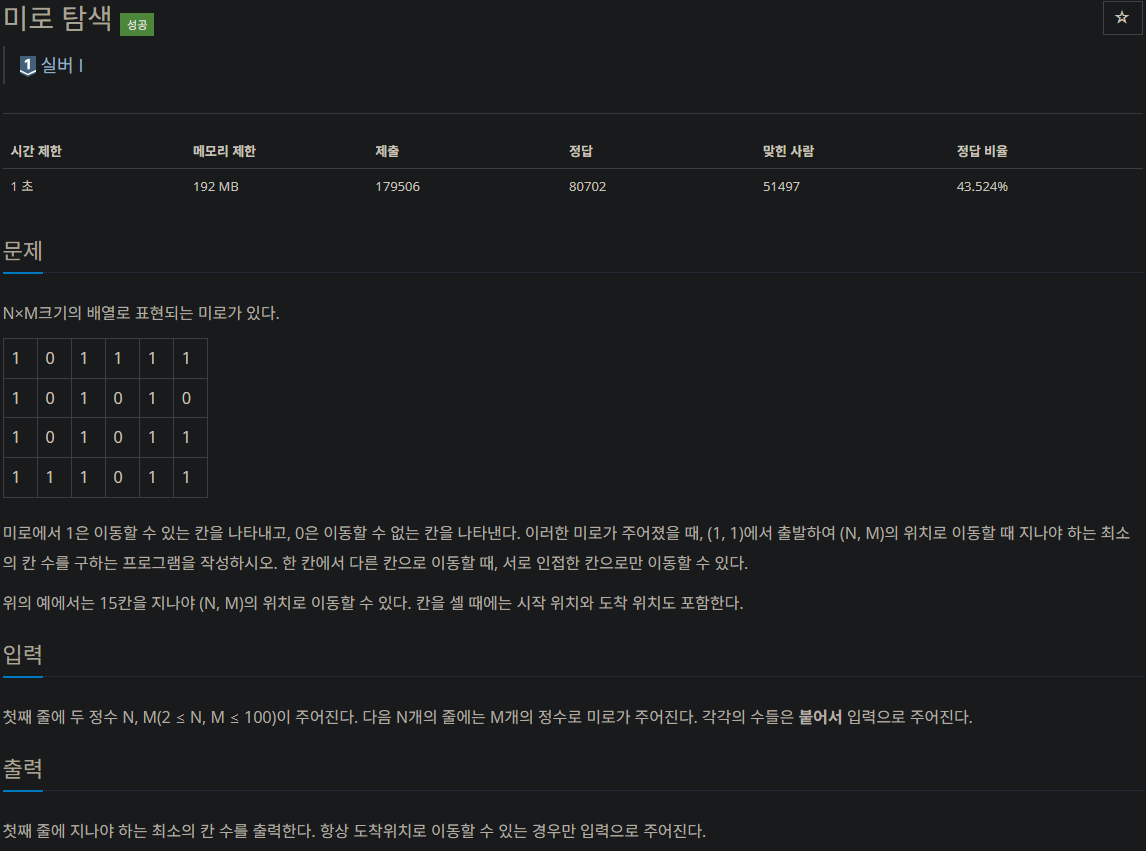 미로 탐색 성공
☆
1 실버 I
시간 제한 메모리 제한 제출 정답 맞힌 사람 정답 비율
1 초 192 MB 179506 80702 51497 43.524%
문제
N×M크기의 배열로 표현되는 미로가 있다.
1 0 1 1 1 1
1 0 1 0 1 0
1 0 1 0 1 1
1 1 1 0 1 1
미로에서 1은 이동할 수 있는 칸을 나타내고, 0은 이동할 수 없는 칸을 나타낸다. 이러한 미로가 주어졌을 때, (1, 1)에서 출발하여 (N, M)의 위치로 이동할 때 지나야 하는 최소
의 칸 수를 구하는 프로그램을 작성하시오. 한 칸에서 다른 칸으로 이동할 때, 서로 인접한 칸으로만 이동할 수 있다.
위의 예에서는 15칸을 지나야 (N, M)의 위치로 이동할 수 있다. 칸을 셀 때에는 시작 위치와 도착 위치도 포함한다.
입력
첫째 줄에 두 정수 N, M(2 ≤ N, M ≤ 100)이 주어진다. 다음 N개의 줄에는 M개의 정수로 미로가 주어진다. 각각의 수들은 붙어서 입력으로 주어진다.
출력
첫째 줄에 지나야 하는 최소의 칸 수를 출력한다. 항상 도착위치로 이동할 수 있는 경우만 입력으로 주어진다.